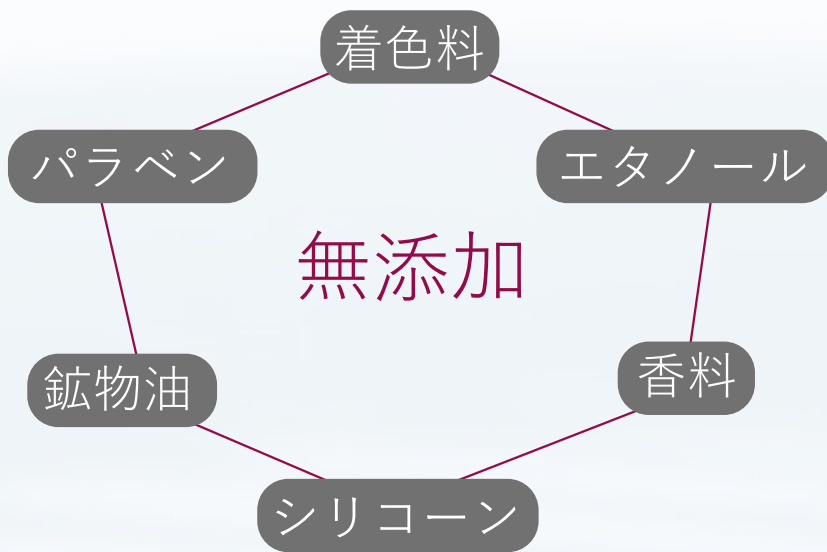 着色料
パラベン
エタノール
無添加
鉱物油
香料
シリコーン